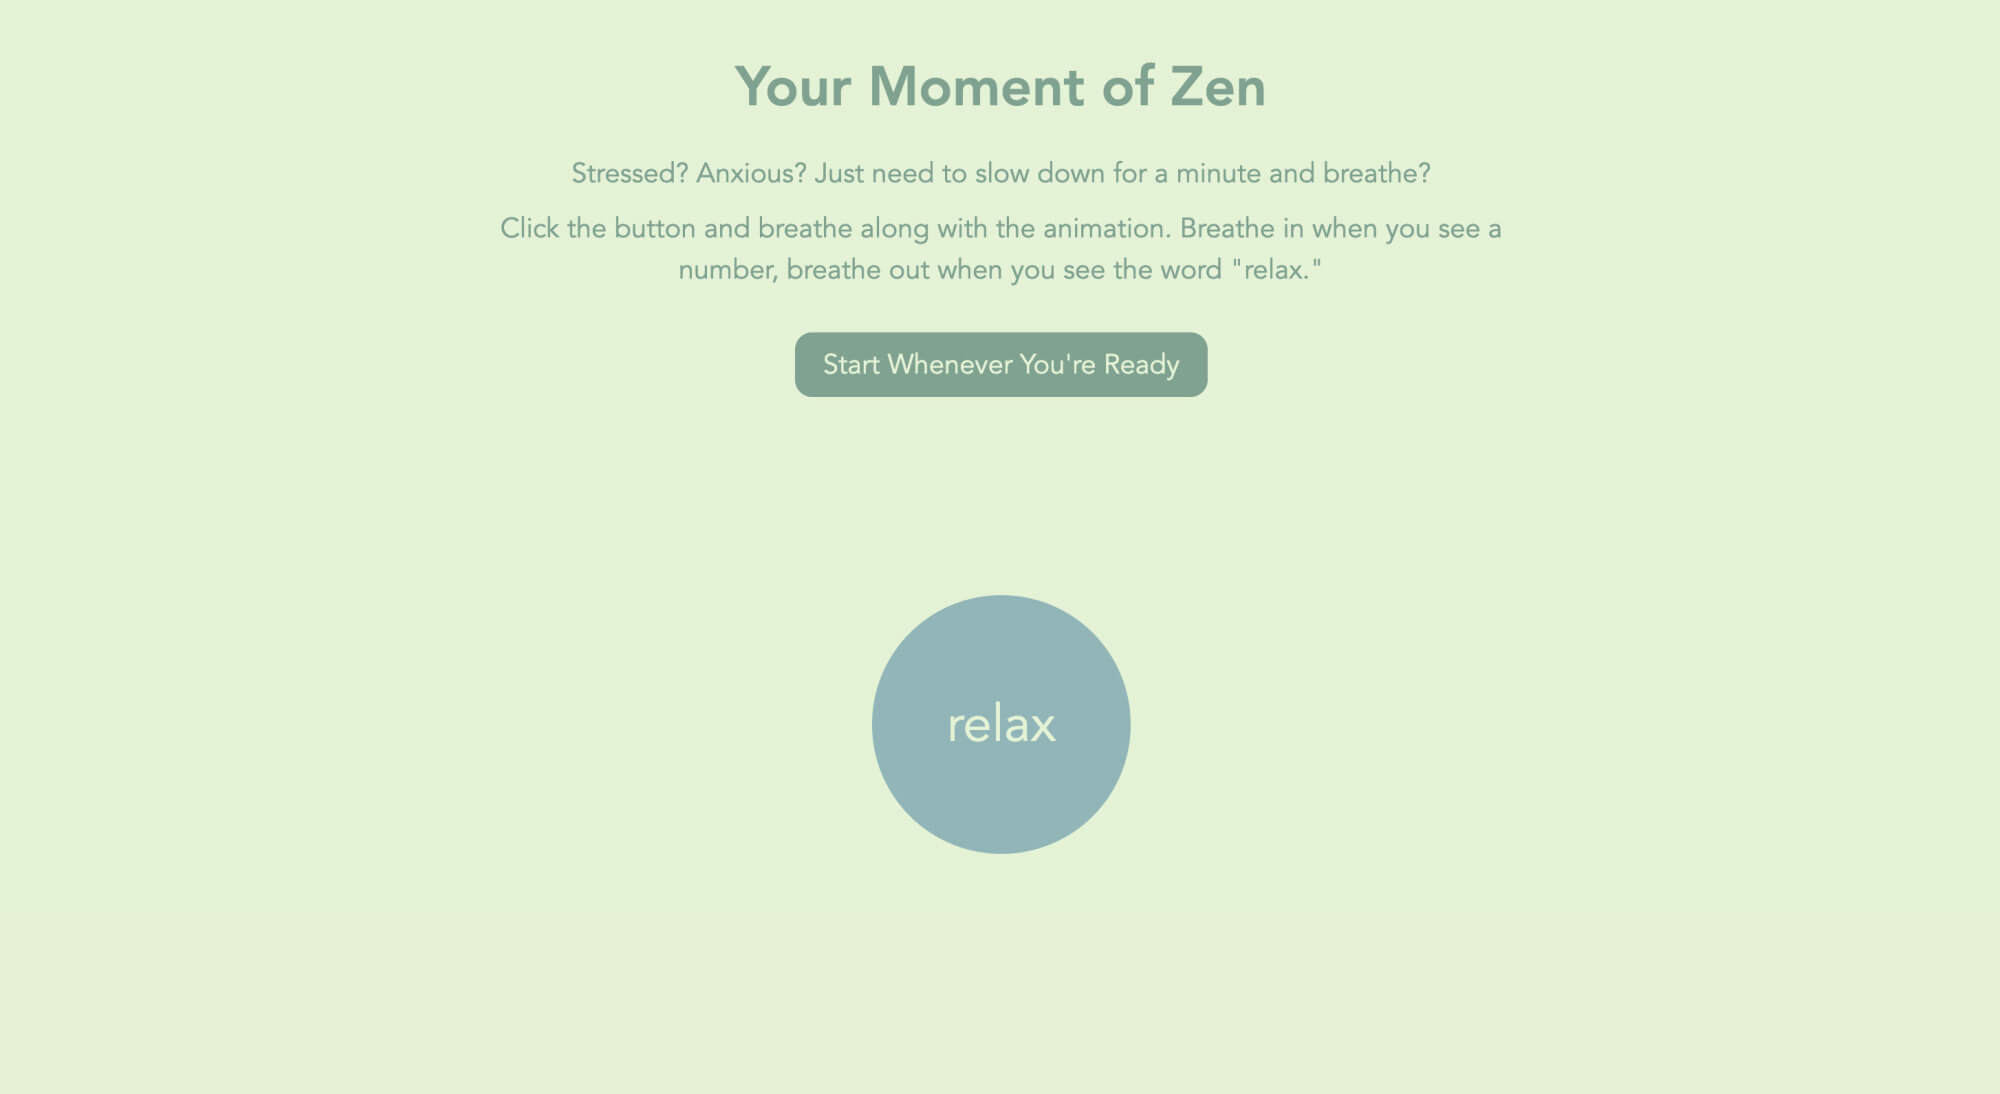 Your Moment of Zen
Stressed? Anxious? Just need to slow down for a minute and breathe?
Click the button and breathe along with the animation. Breathe in when you see a
number, breathe out when you see the word "relax."
Start Whenever You're Ready
relax